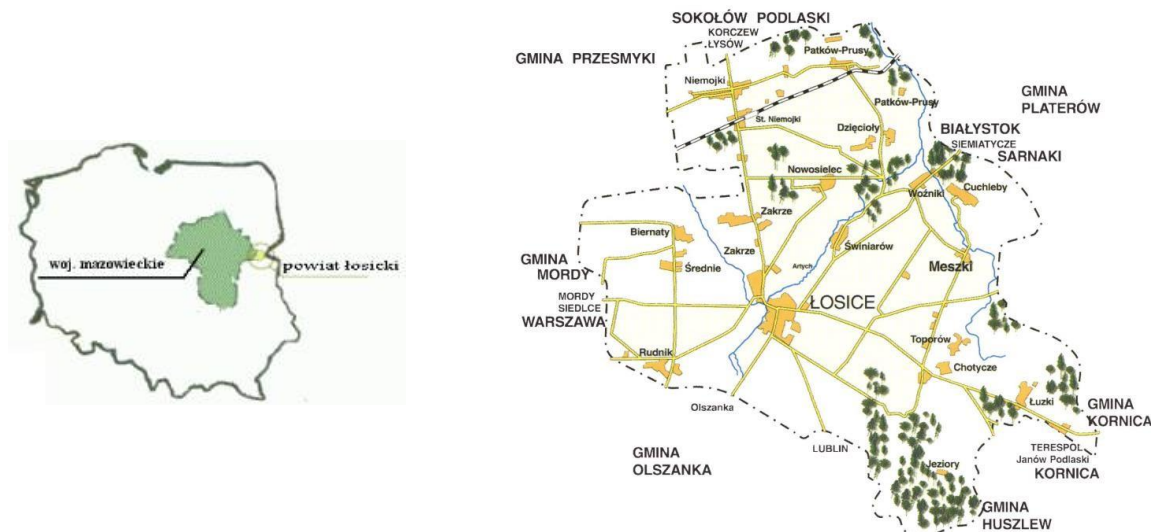 woj. mazowieckie
powiat łosicki
SOKOŁÓW PODLASKI
KORCZEW
ŁYSÓW
GMINA PRZESMYKI
Patków-Prusy
Niemojki
Patków-Prusy
GMINA
PLATERÓW
St. Niemojki
Dzięcioły
BIAŁYSTOK
SIEMIATYCZE
SARNAKI
Nowosielec
Woźniki
Cuchieby
Zakrze
Biernaty
Zakrze
Świniarów
GMINA
MORDY
Średnie
Artych
Meszki
MORDY
SIEDLCE
WARSZAWA
ŁOSICE
Toporów
Rudnik
Chotycze
Łuzki
GMINA
KORNICA
Olszanka
LUBLIN
TERESPOL
Janów Podlaski
KORNICA
GMINA
OLSZANKA
Jeziory
GMINA
HUSZLEW